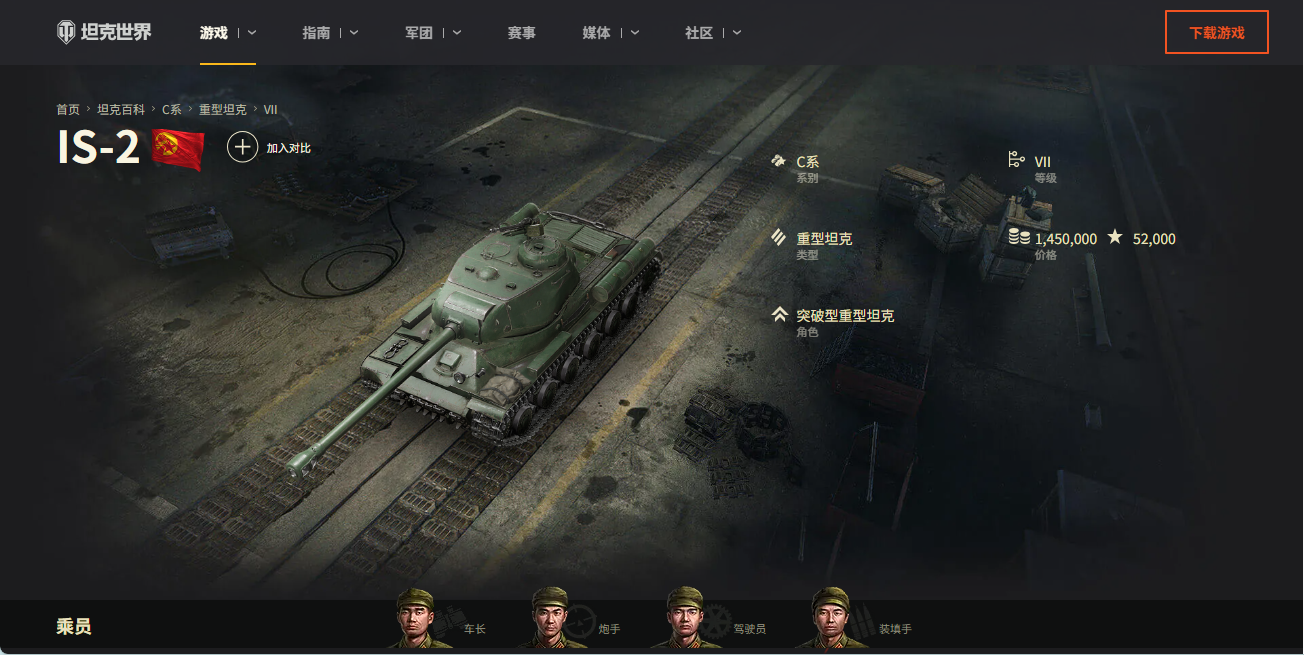 坦克世界
游戏
指南
军团
赛事
媒体
社区
下载游戏
首页 › 坦克百科 › C系 › 重型坦克 › VII
IS-2
加入对比
C系
系别
VII
等级
重型坦克
类型
1,450,000 52,000
价格
突破型重型坦克
角色
乘员
车长
炮手
驾驶员
装填手